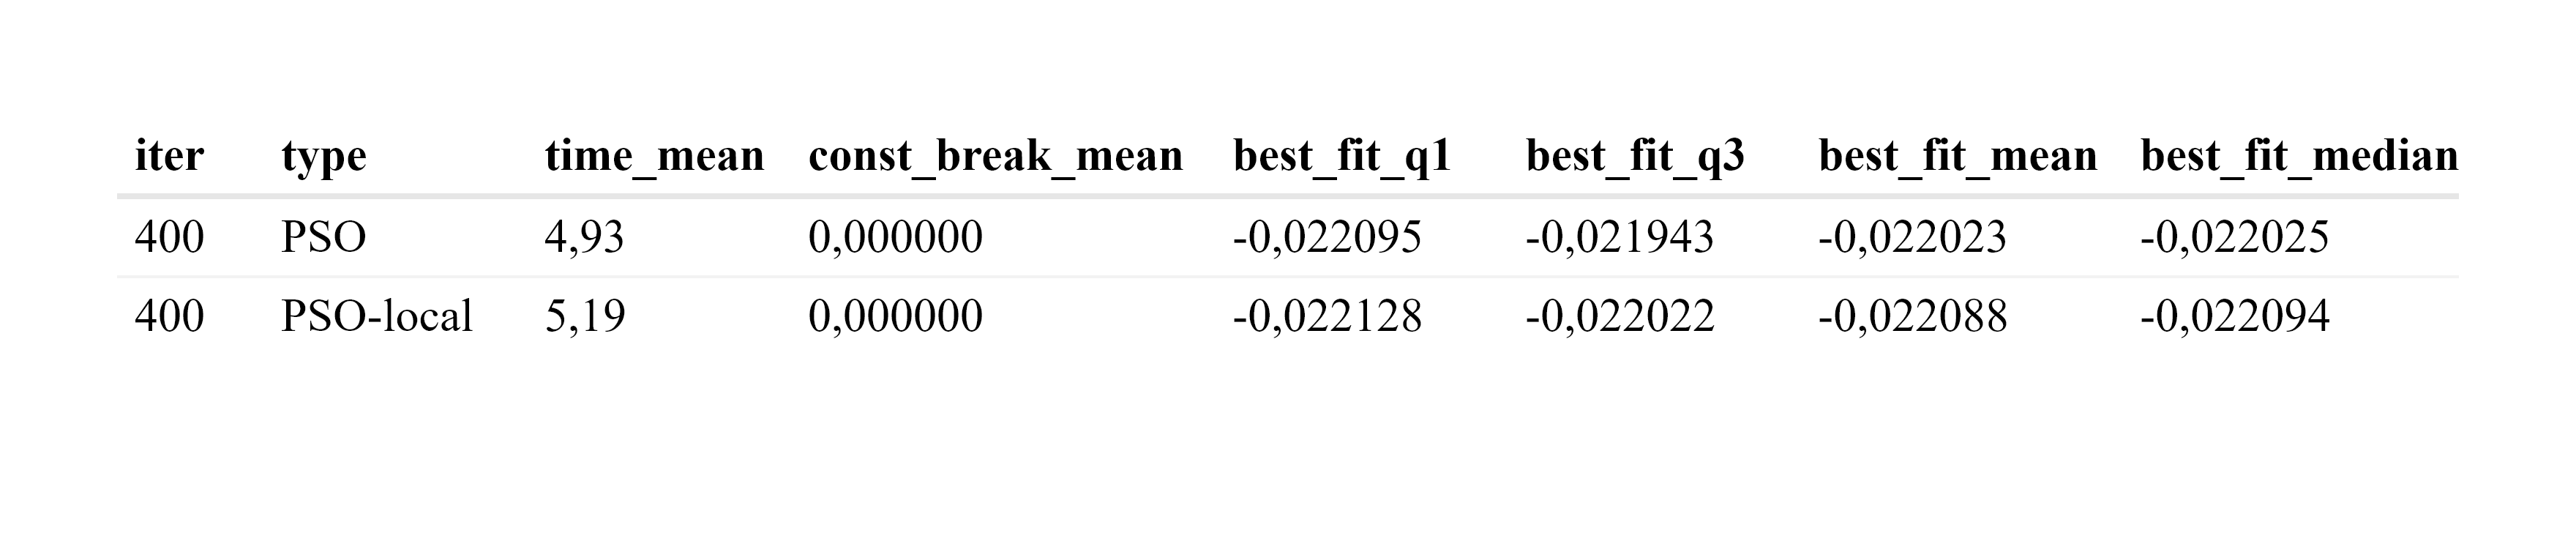 iter type time_mean const_break_mean best_fit_q1 best_fit_q3 best_fit_mean best_fit_median
400 PSO 4,93 0,000000 -0,022095 -0,021943 -0,022023 -0,022025
400 PSO-local 5,19 0,000000 -0,022128 -0,022022 -0,022088 -0,022094